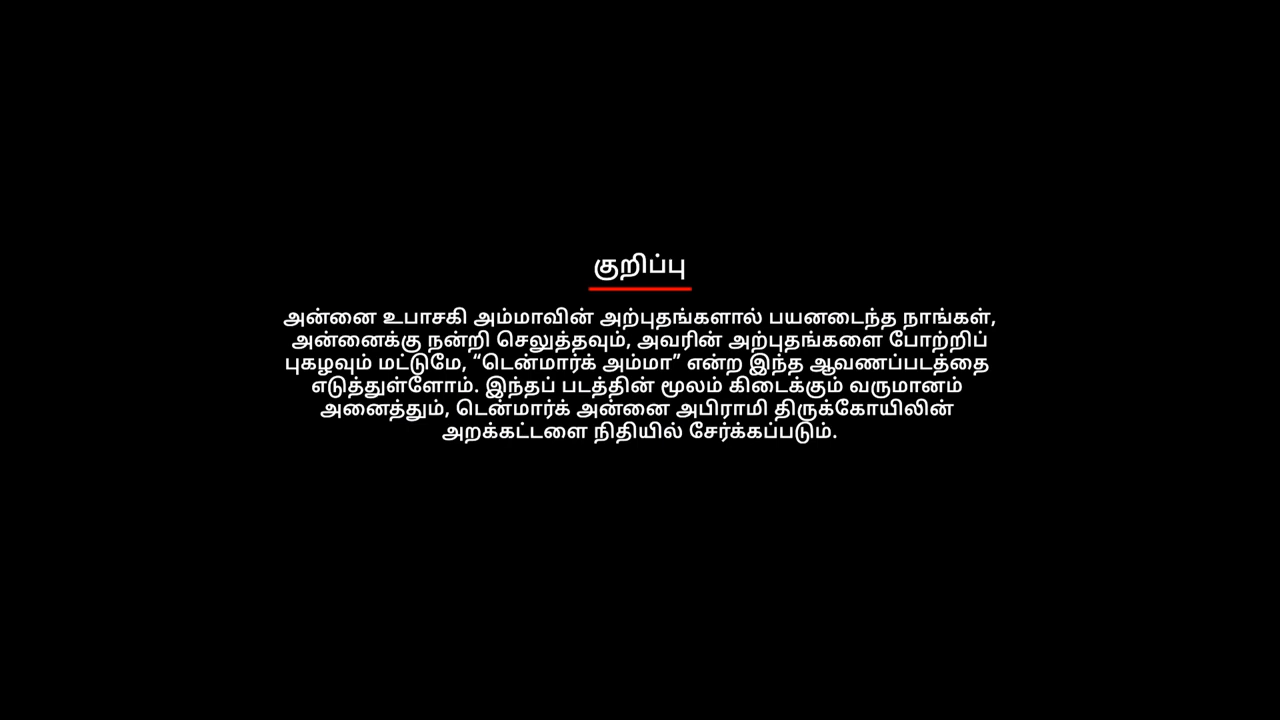 குறிப்பு
அன்னை உபாசகி அம்மாவின் அற்புதங்களால் பயனடைந்த நாங்கள்,
அன்னைக்கு நன்றி செலுத்தவும், அவரின் அற்புதங்களை போற்றிப்
புகழவும் மட்டுமே, “டென்மார்க் அம்மா” என்ற இந்த ஆவணப்படத்தை
எடுத்துள்ளோம். இந்தப் படத்தின் மூலம் கிடைக்கும் வருமானம்
அனைத்தும், டென்மார்க் அன்னை அபிராமி திருக்கோயிலின்
அறக்கட்டளை நிதியில் சேர்க்கப்படும்.